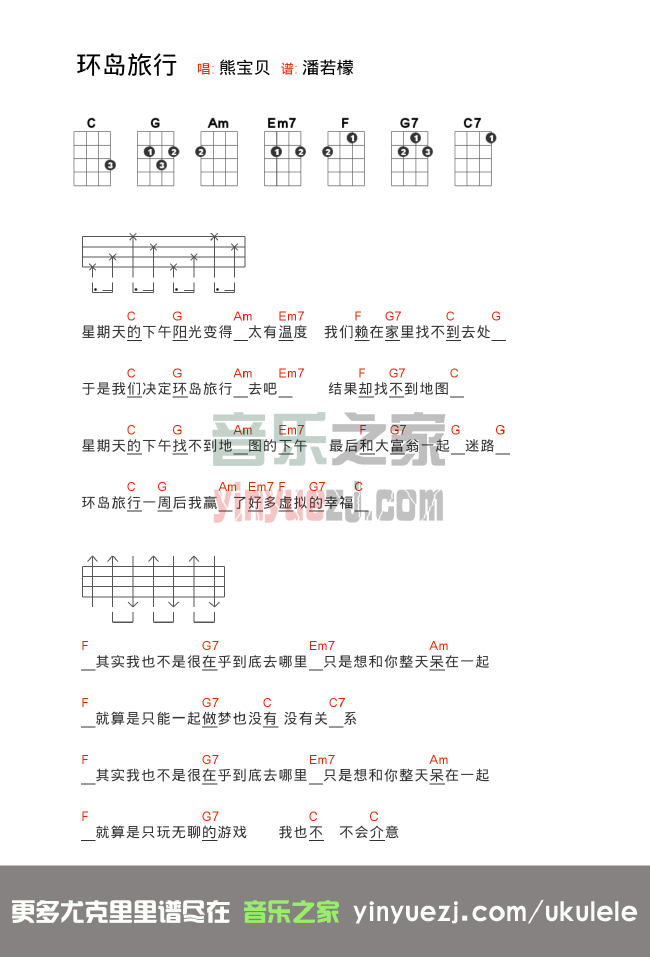 环岛旅行 唱: 熊宝贝 谱: 潘若檬
C G Am Em7 F G7 C7
3 1 2 3 2 1 2 1 2 1 2 3 1
C G Am Em7 F G7 C G
星期天的下午阳光变得__太有温度 我们赖在家里找不到去处__
C G Am Em7 F G7 C
于是我们决定环岛旅行__去吧__ 结果却找不到地图__
C G Am Em7 F G7 G G
星期天的下午找不到地__图的下午 最后和大富翁一起__迷路__
C G Am Em7 F G7 C
环岛旅行一周后我赢__了好多虚拟的幸福__
音乐之家
yinyuezj.com
F G7 Em7 Am
__其实我也不是很在乎到底去哪里__只是想和你整天呆在一起
F G7 C C7
__就算是只能一起做梦也没有 没有关__系
F G7 Em7 Am
__其实我也不是很在乎到底去哪里__只是想和你整天呆在一起
F G7 C C
__就算是只玩无聊的游戏 我也不 不会介意
更多尤克里里谱尽在 音乐之家 yinyuezj.com/ukulele